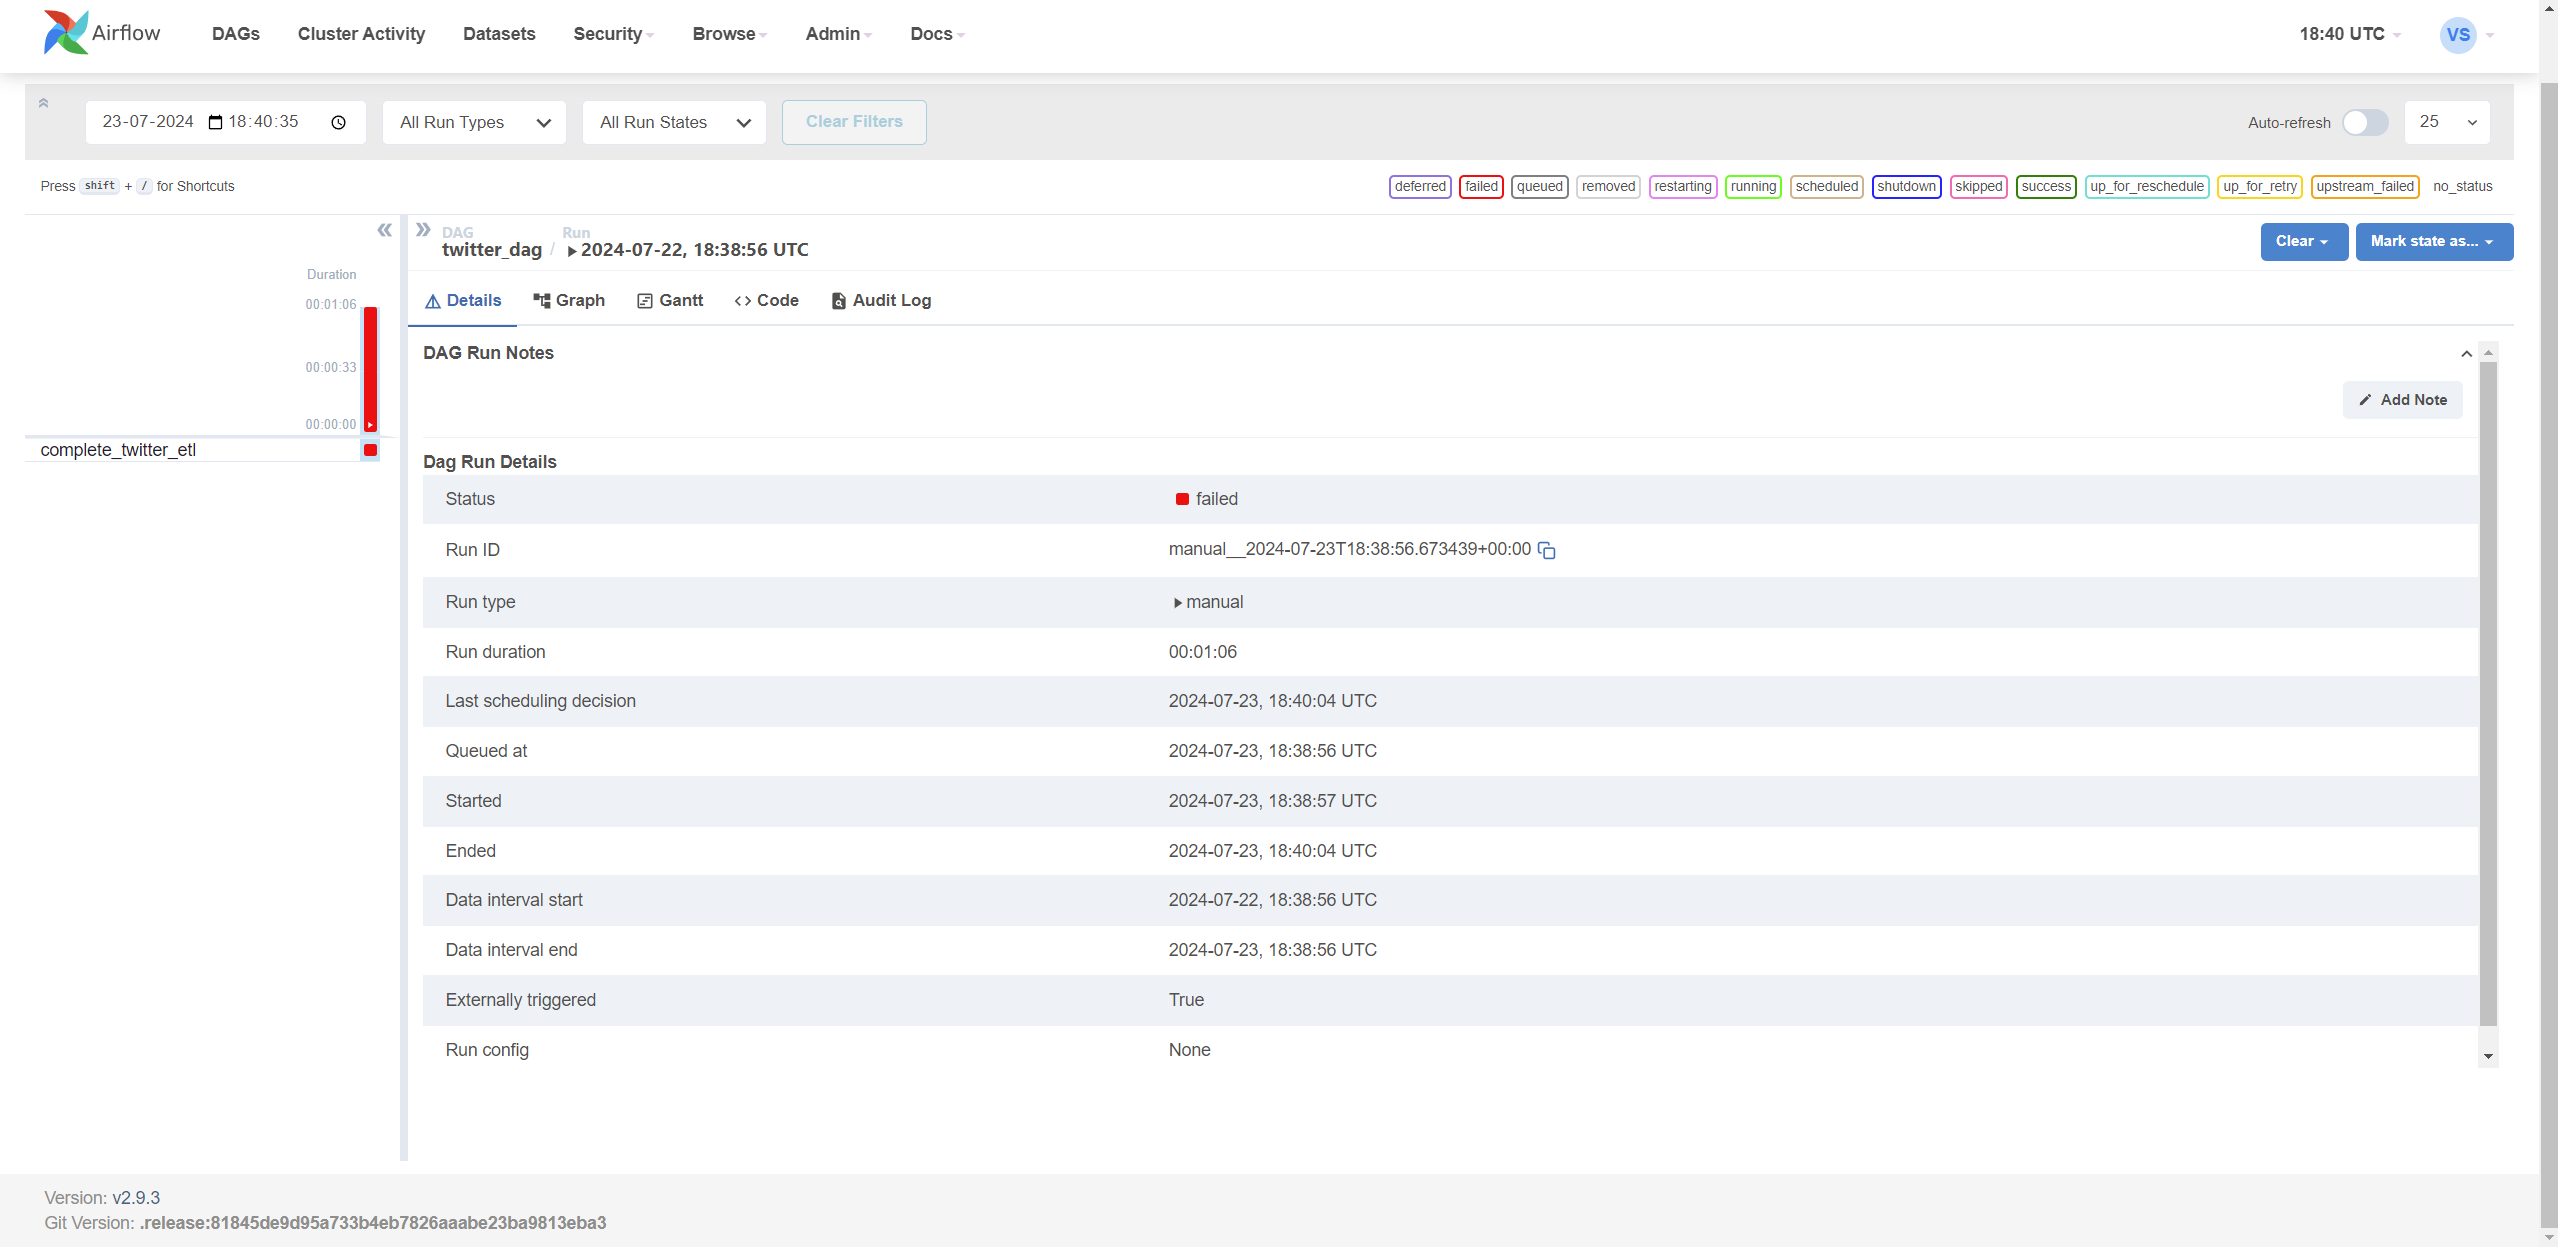 Airflow DAGs Cluster Activity Datasets Security Browse Admin Docs 18:40 UTC VS
23-07-2024 18:40:35 All Run Types All Run States Clear Filters Auto-refresh 25
Press shift + / for Shortcuts deferred failed queued removed restarting running scheduled shutdown skipped success up_for_reschedule up_for_retry upstream_failed no_status
DAG Run
twitter_dag / 2024-07-22, 18:38:56 UTC Clear Mark state as...
Duration
00:01:06
00:00:33
00:00:00
complete_twitter_etl
Details Graph Gantt Code Audit Log
DAG Run Notes
Add Note
Dag Run Details
Status failed
Run ID manual__2024-07-23T18:38:56.673439+00:00
Run type manual
Run duration 00:01:06
Last scheduling decision 2024-07-23, 18:40:04 UTC
Queued at 2024-07-23, 18:38:56 UTC
Started 2024-07-23, 18:38:57 UTC
Ended 2024-07-23, 18:40:04 UTC
Data interval start 2024-07-22, 18:38:56 UTC
Data interval end 2024-07-23, 18:38:56 UTC
Externally triggered True
Run config None
Version: v2.9.3
Git Version: .release:81845de9d95a733b4eb7826aaabe23ba9813eba3